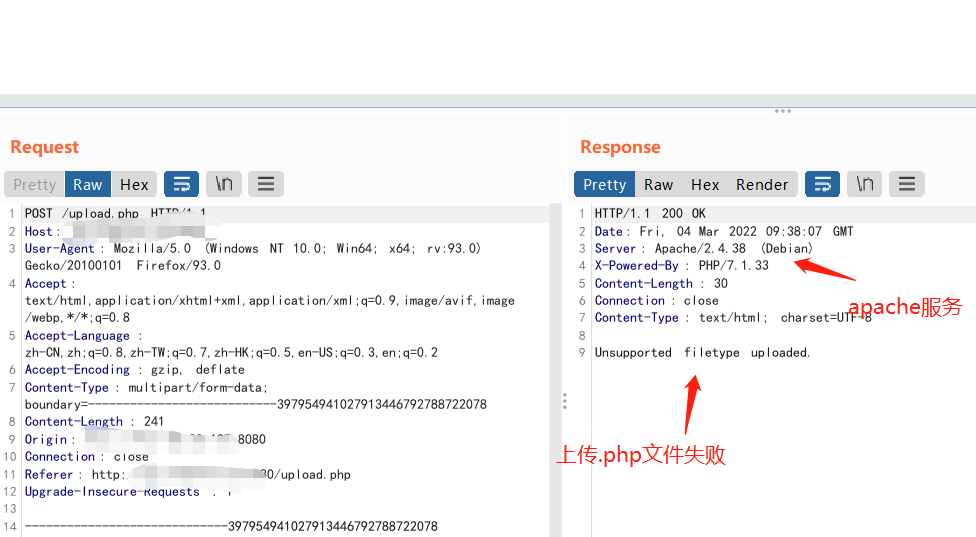 Request
Pretty Raw Hex \n
1 POST /upload.php HTTP/1.1
2 Host:
3 User-Agent : Mozilla/5.0 (Windows NT 10.0; Win64; x64; rv:93.0)
Gecko/20100101 Firefox/93.0
4 Accept :
text/html,application/xhtml+xml,application/xml;q=0.9,image/avif,image
/webp,*/*;q=0.8
5 Accept-Language :
zh-CN,zh;q=0.8,zh-TW;q=0.7,zh-HK;q=0.5,en-US;q=0.3,en;q=0.2
6 Accept-Encoding : gzip, deflate
7 Content-Type : multipart/form-data;
boundary=---------------------------397954941027913446792788722078
8 Content-Length : 241
9 Origin : 8080
10 Connection : close
11 Referer : http: 80/upload.php
12 Upgrade-Insecure-Requests : 1
13
14 -----------------------------397954941027913446792788722078
Response
Pretty Raw Hex Render \n
1 HTTP/1.1 200 OK
2 Date : Fri, 04 Mar 2022 09:38:07 GMT
3 Server : Apache/2.4.38 (Debian)
4 X-Powered-By : PHP/7.1.33
5 Content-Length : 30
6 Connection : close
7 Content-Type : text/html; charset=UTF-8
8
9 Unsupported filetype uploaded.
apache服务
上传.php文件失败